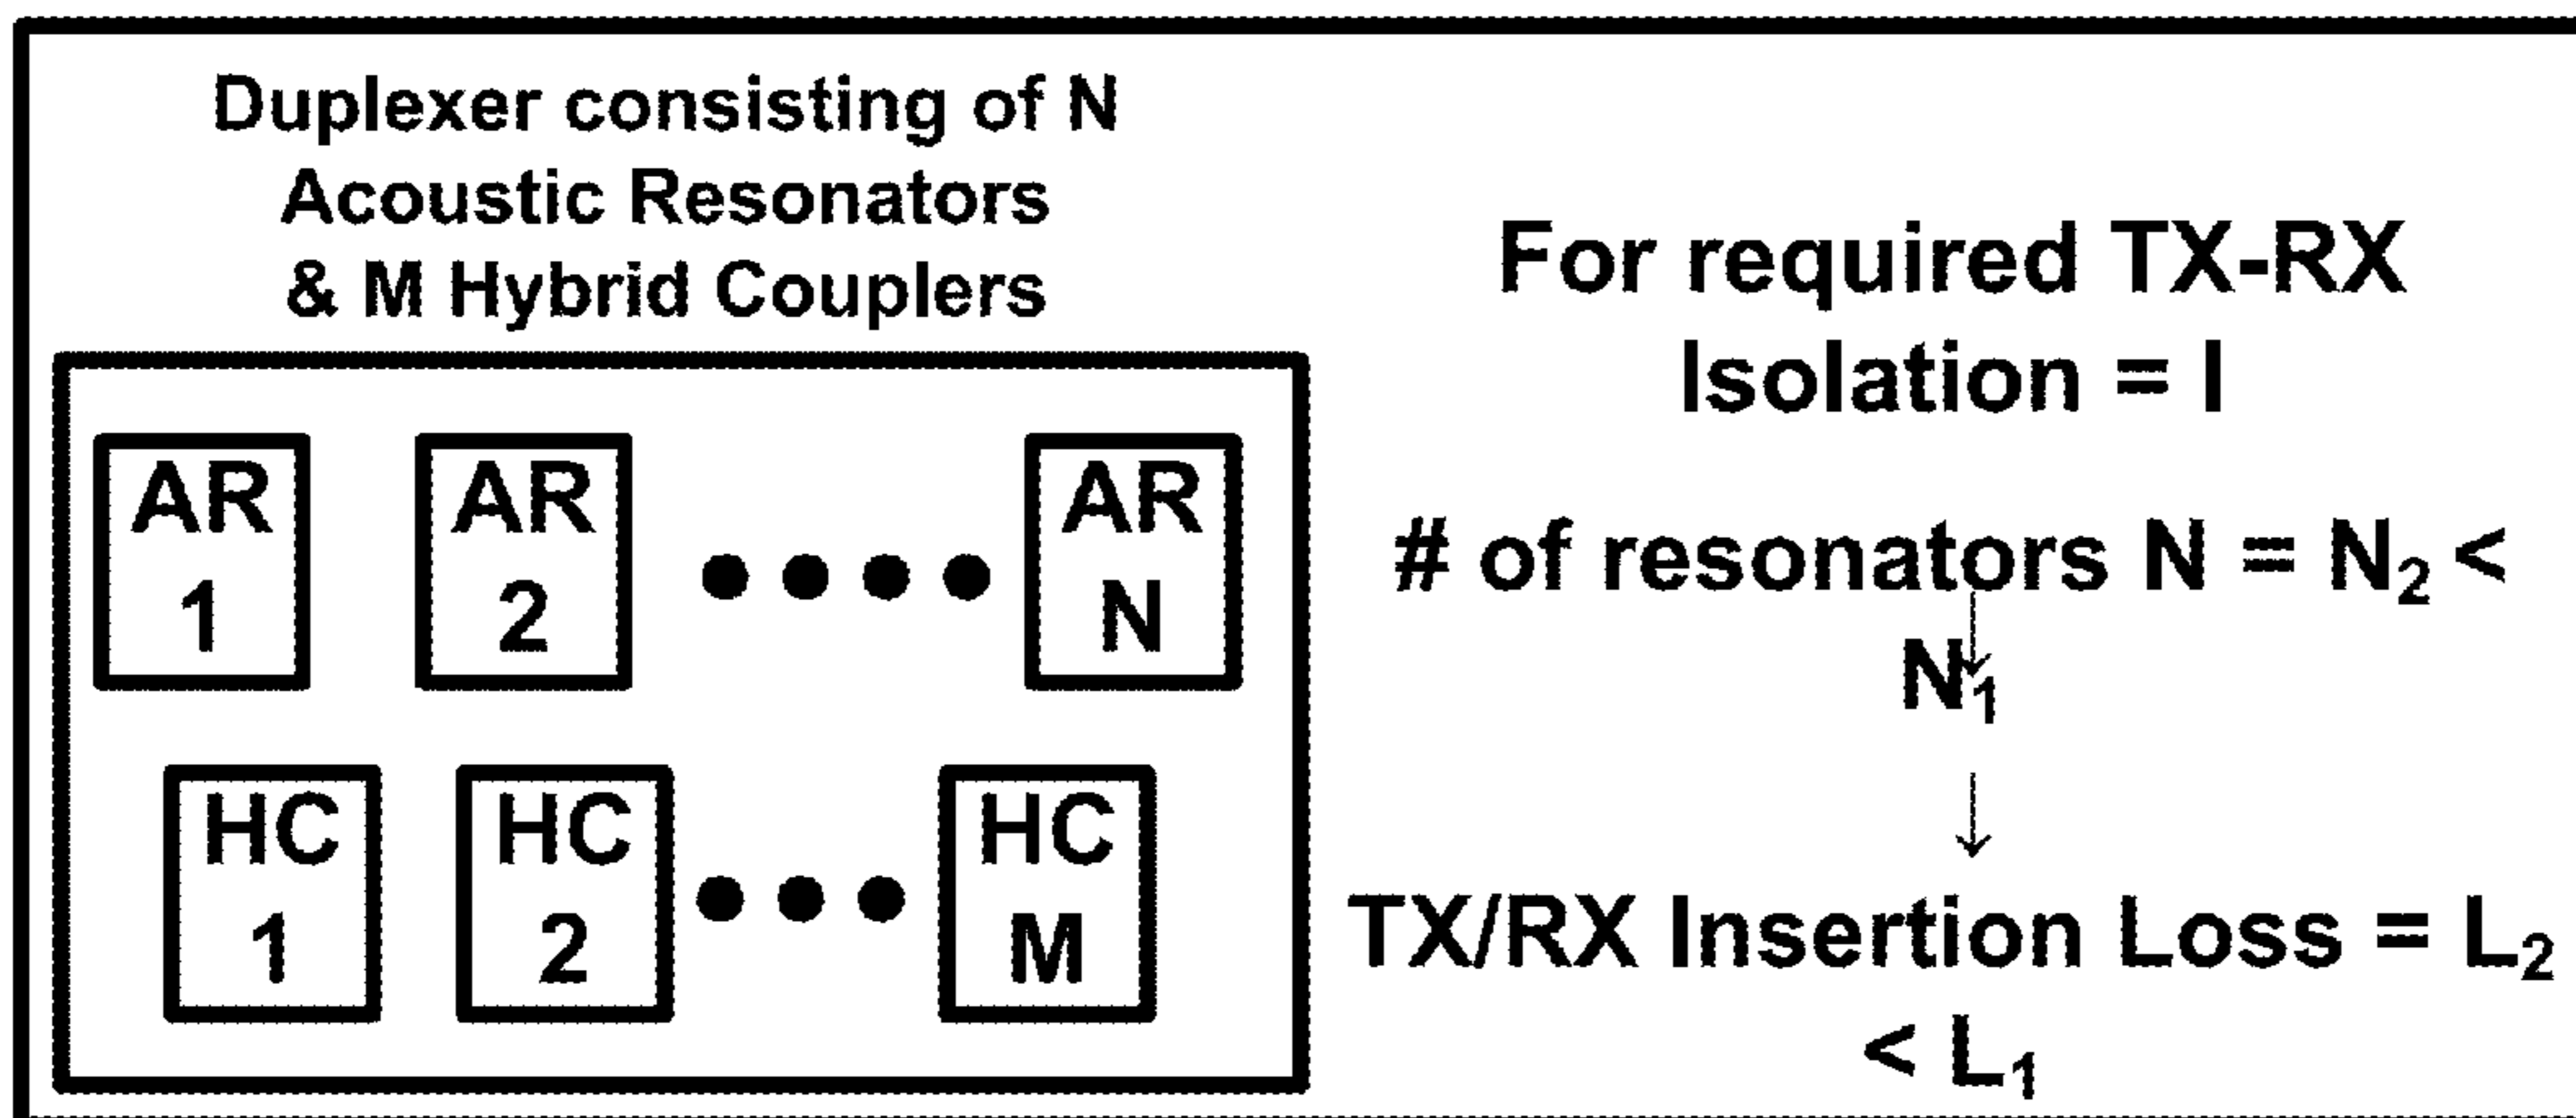 Duplexer consisting of N
Acoustic Resonators
& M Hybrid Couplers
AR
1
AR
2
AR
N
HC
1
HC
2
HC
M
For required TX-RX
Isolation = I
# of resonators N = N₂ <
N₁
TX/RX Insertion Loss = L₂
< L₁